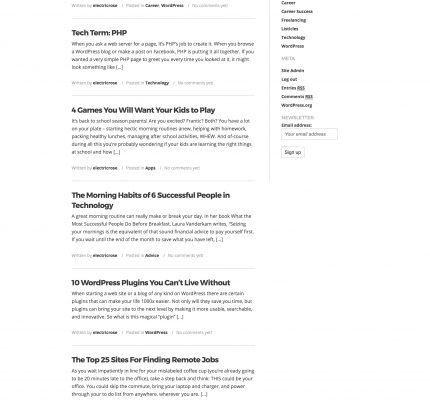 Written by electricrose / Posted in Career, WordPress / No comments yet!
Tech Term: PHP
When you ask a web server for a page, it's PHP's job to create it. When you browse
a WordPress blog or make a post on Facebook, PHP is putting it all together. If you
wanted a very simple PHP page to greet you every time you looked at it, it might
look something like [...]
Written by electricrose / Posted in Technology / No comments yet!
4 Games You Will Want Your Kids to Play
It's back to school season parents! Are you excited? Frantic? Both? You have a lot
on your plate – starting hectic morning routines anew, helping with homework,
packing healthy lunches, managing after school activities, WHEW. And of-course
during all this you're probably wondering if your kids are learning the right things
at school and how [...]
Written by electricrose / Posted in Apps / No comments yet!
The Morning Habits of 6 Successful People in
Technology
A great morning routine can really make or break your day. In her book What the
Most Successful People Do Before Breakfast, Laura Vanderkam writes, "Seizing
your mornings is the equivalent of that sound financial advice to pay yourself first.
If you wait until the end of the month to save what you have left, [...]
Written by electricrose / Posted in Advice / No comments yet!
10 WordPress Plugins You Can't Live Without
When starting a web site or a blog of any kind on WordPress there are certain
plugins that can make your life 1000x easier. Not only will they save you time, but
plugins can bring your site to the next level by making it more usable, searchable,
and innovative. So what is this magical "plugin" [...]
Written by electricrose / Posted in WordPress / No comments yet!
The Top 25 Sites For Finding Remote Jobs
As you wait impatiently in line for your mislabeled coffee cup (you're already going
to be 20 minutes late to the office), take a step back and think: THIS could be your
office. You could skip the commute, bring your laptop and charger, and power
through your to do list from anywhere, wherever you are. [...]
Career
Career Success
Freelancing
Listicles
Technology
WordPress
META
Site Admin
Log out
Entries RSS
Comments RSS
WordPress.org
NEWSLETTER
Email address:
Your email address
Sign up